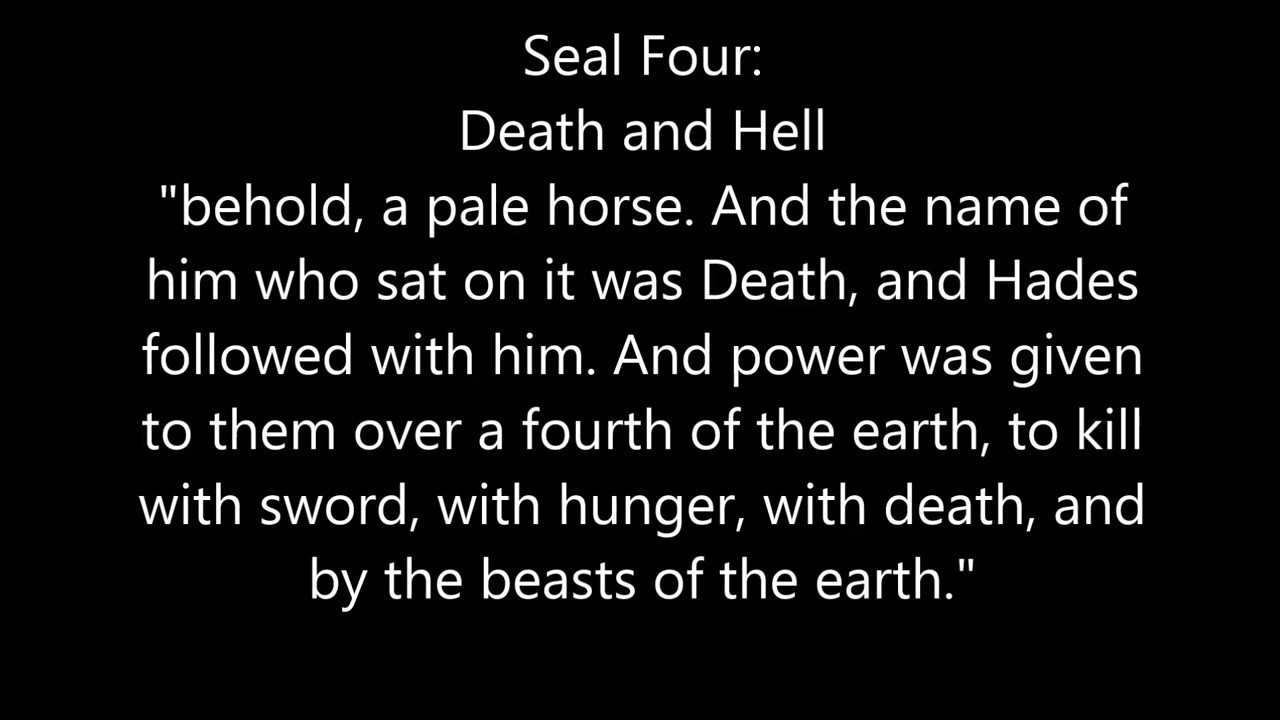 Seal Four:
Death and Hell
"behold, a pale horse. And the name of
him who sat on it was Death, and Hades
followed with him. And power was given
to them over a fourth of the earth, to kill
with sword, with hunger, with death, and
by the beasts of the earth."